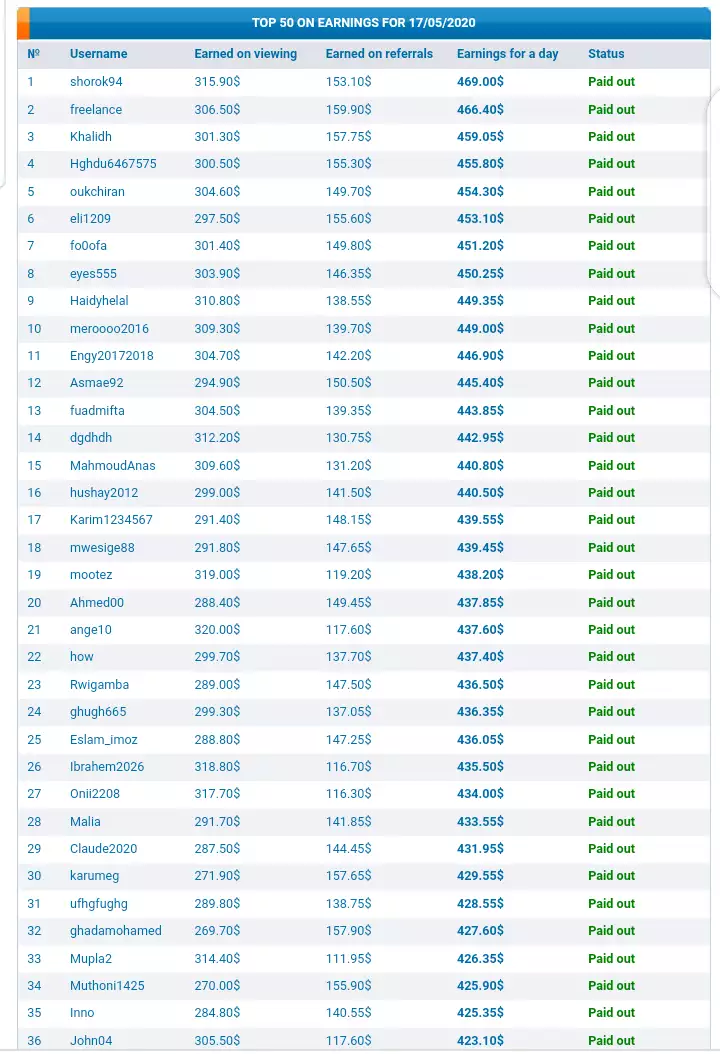 TOP 50 ON EARNINGS FOR 17/05/2020
№ Username Earned on viewing Earned on referrals Earnings for a day Status
1 shorok94 315.90$ 153.10$ 469.00$ Paid out
2 freelance 306.50$ 159.90$ 466.40$ Paid out
3 Khalidh 301.30$ 157.75$ 459.05$ Paid out
4 Hghdu6467575 300.50$ 155.30$ 455.80$ Paid out
5 oukchiran 304.60$ 149.70$ 454.30$ Paid out
6 eli1209 297.50$ 155.60$ 453.10$ Paid out
7 fo0ofa 301.40$ 149.80$ 451.20$ Paid out
8 eyes555 303.90$ 146.35$ 450.25$ Paid out
9 Haidyhelal 310.80$ 138.55$ 449.35$ Paid out
10 meroooo2016 309.30$ 139.70$ 449.00$ Paid out
11 Engy20172018 304.70$ 142.20$ 446.90$ Paid out
12 Asmae92 294.90$ 150.50$ 445.40$ Paid out
13 fuadmifta 304.50$ 139.35$ 443.85$ Paid out
14 dgdhdh 312.20$ 130.75$ 442.95$ Paid out
15 MahmoudAnas 309.60$ 131.20$ 440.80$ Paid out
16 hushay2012 299.00$ 141.50$ 440.50$ Paid out
17 Karim1234567 291.40$ 148.15$ 439.55$ Paid out
18 mwesige88 291.80$ 147.65$ 439.45$ Paid out
19 mootez 319.00$ 119.20$ 438.20$ Paid out
20 Ahmed00 288.40$ 149.45$ 437.85$ Paid out
21 ange10 320.00$ 117.60$ 437.60$ Paid out
22 how 299.70$ 137.70$ 437.40$ Paid out
23 Rwigamba 289.00$ 147.50$ 436.50$ Paid out
24 ghugh665 299.30$ 137.05$ 436.35$ Paid out
25 Eslam_imoz 288.80$ 147.25$ 436.05$ Paid out
26 Ibrahem2026 318.80$ 116.70$ 435.50$ Paid out
27 Onii2208 317.70$ 116.30$ 434.00$ Paid out
28 Malia 291.70$ 141.85$ 433.55$ Paid out
29 Claude2020 287.50$ 144.45$ 431.95$ Paid out
30 karumeg 271.90$ 157.65$ 429.55$ Paid out
31 ufhgfughg 289.80$ 138.75$ 428.55$ Paid out
32 ghadamohamed 269.70$ 157.90$ 427.60$ Paid out
33 Mupla2 314.40$ 111.95$ 426.35$ Paid out
34 Muthoni1425 270.00$ 155.90$ 425.90$ Paid out
35 Inno 284.80$ 140.55$ 425.35$ Paid out
36 John04 305.50$ 117.60$ 423.10$ Paid out